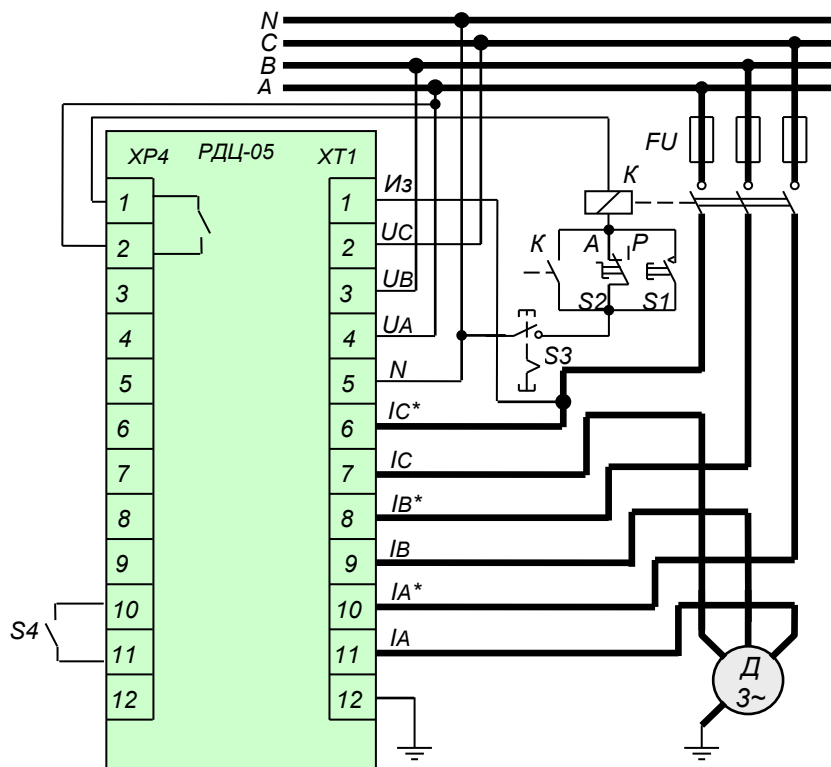 N
C
B
A
XP4 РДЦ-05 XT1
FU
1
2
3
4
5
6
7
8
9
10
11
12
1
2
3
4
5
6
7
8
9
10
11
12
Из
UC
UB
UA
N
IC*
IC
IB*
IB
IA*
IA
К
К
A
P
S2
S1
S3
S4
Д
3~